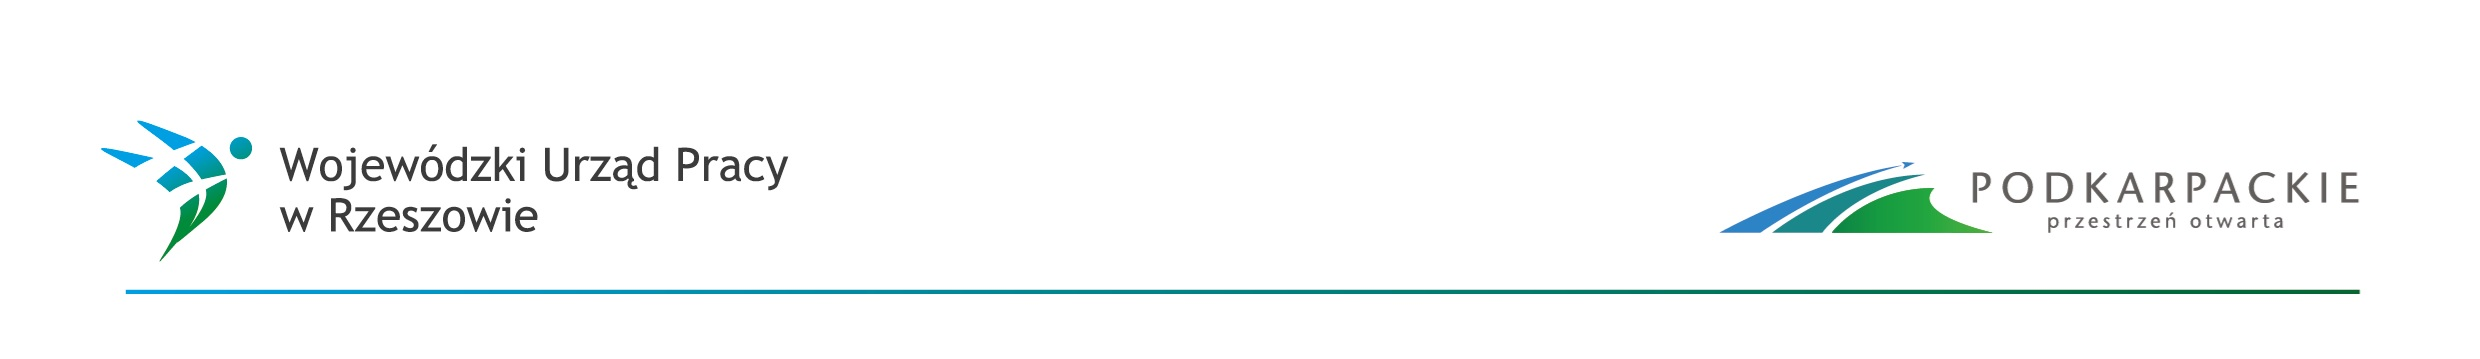 Wojewódzki Urząd Pracy
w Rzeszowie
PODKARPACKIE
przestrzeń otwarta